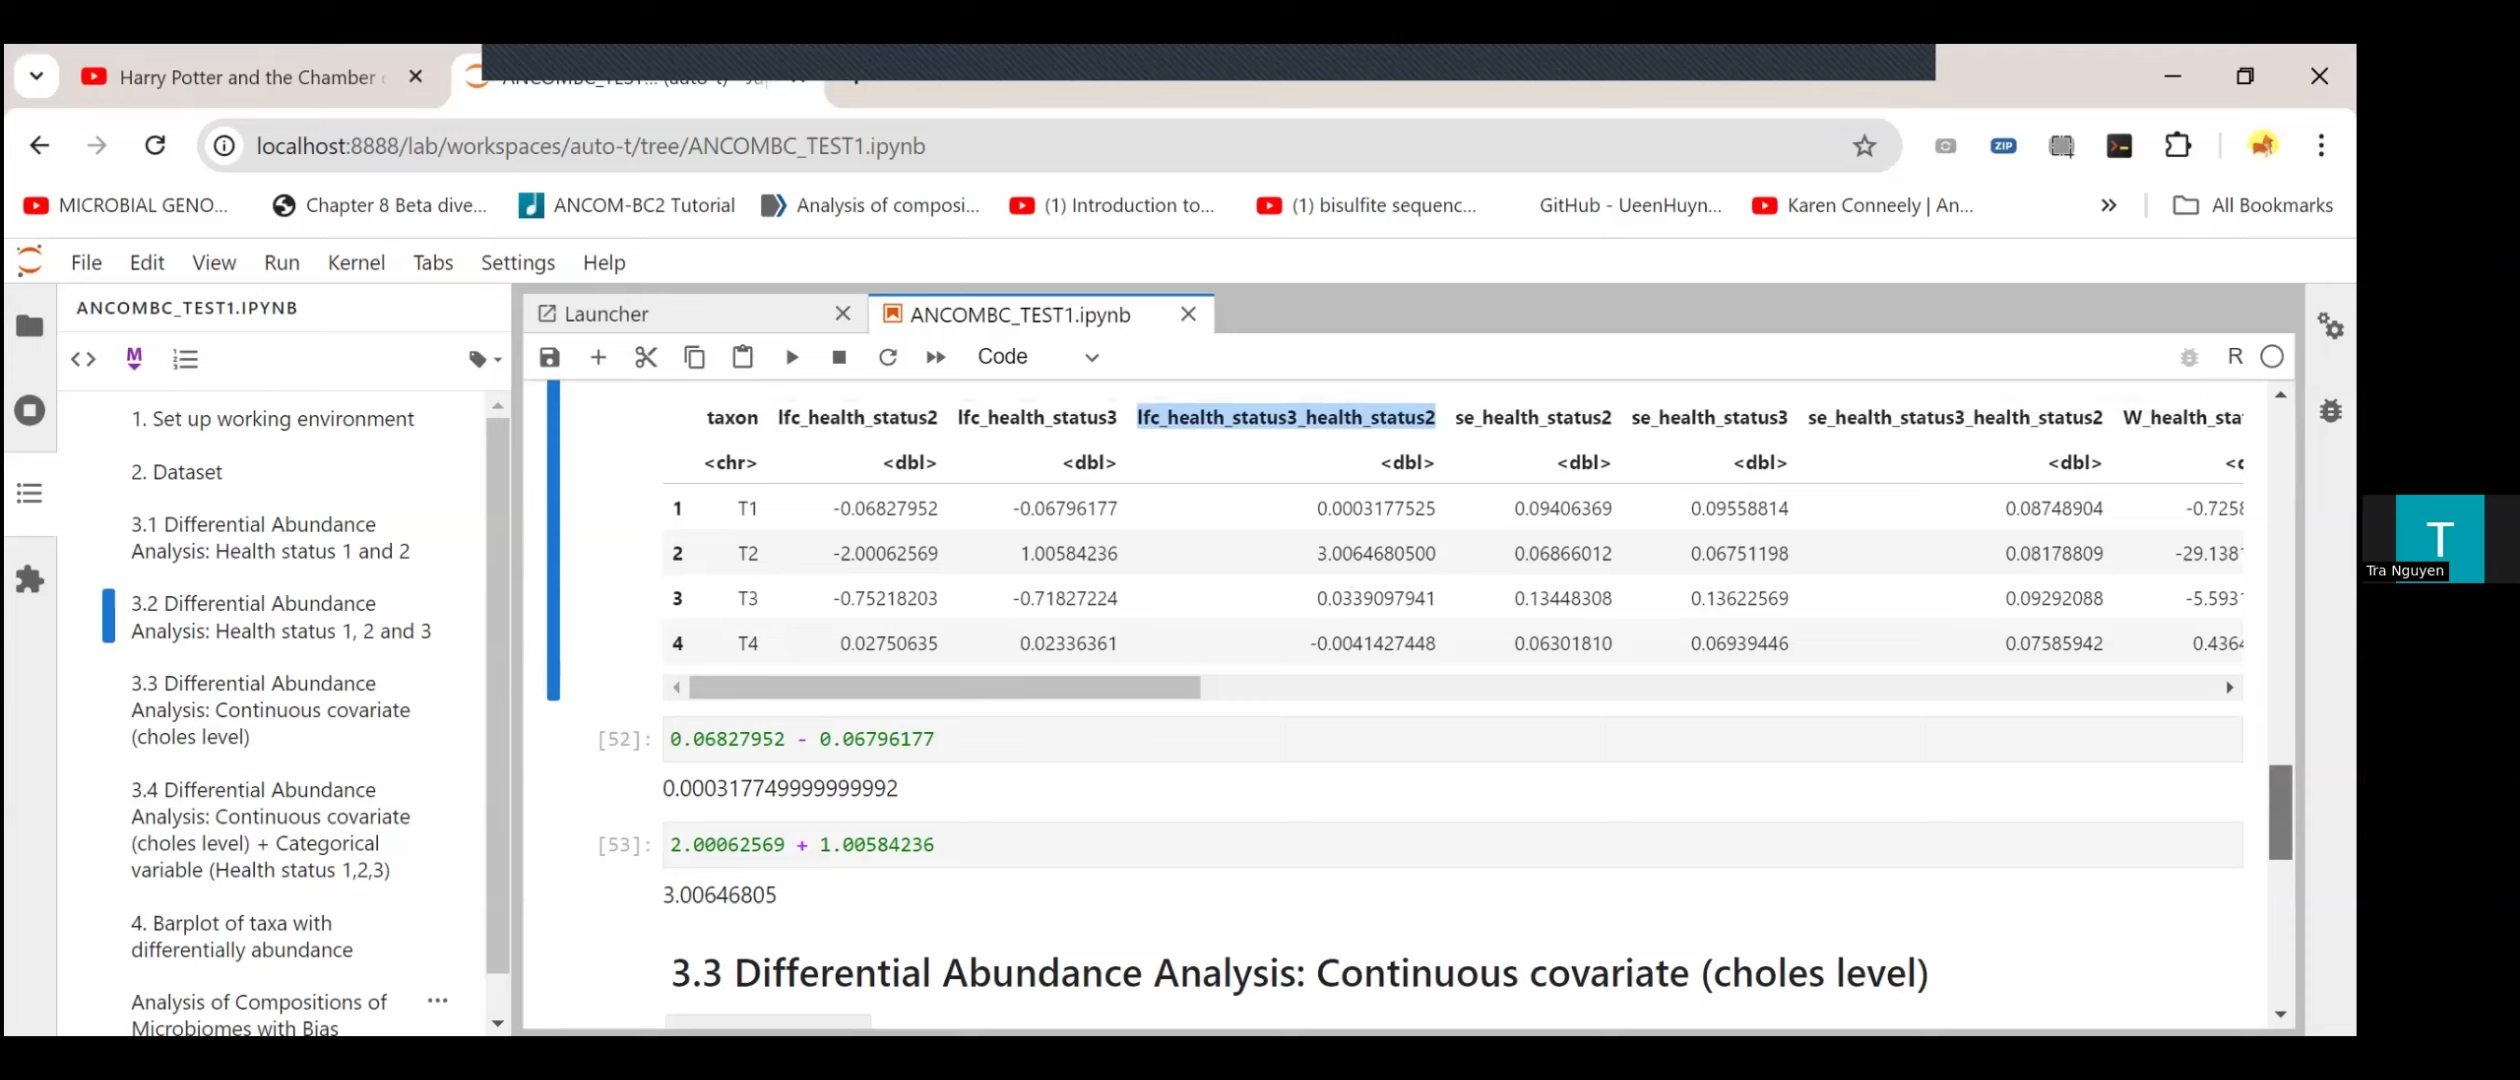 Harry Potter and the Chamber
localhost:8888/lab/workspaces/auto-t/tree/ANCOMBC_TEST1.ipynb
ZIP
MICROBIAL GENO... Chapter 8 Beta dive... ANCOM-BC2 Tutorial Analysis of composi... (1) Introduction to... (1) bisulfite sequenc... GitHub - UeenHuyn... Karen Conneely | An... » All Bookmarks
File Edit View Run Kernel Tabs Settings Help
ANCOMBC_TEST1.IPYNB
Launcher ANCOMBC_TEST1.ipynb
Code R
M
1. Set up working environment
2. Dataset
3.1 Differential Abundance
Analysis: Health status 1 and 2
3.2 Differential Abundance
Analysis: Health status 1, 2 and 3
3.3 Differential Abundance
Analysis: Continuous covariate
(choles level)
3.4 Differential Abundance
Analysis: Continuous covariate
(choles level) + Categorical
variable (Health status 1,2,3)
4. Barplot of taxa with
differentially abundance
Analysis of Compositions of ...
Microbiomes with Bias
taxon lfc_health_status2 lfc_health_status3 lfc_health_status3_health_status2 se_health_status2 se_health_status3 se_health_status3_health_status2 W_health_sta
<chr> <dbl> <dbl> <dbl> <dbl> <dbl> <dbl> <d
1 T1 -0.06827952 -0.06796177 0.0003177525 0.09406369 0.09558814 0.08748904 -0.7258
2 T2 -2.00062569 1.00584236 3.0064680500 0.06866012 0.06751198 0.08178809 -29.138
3 T3 -0.75218203 -0.71827224 0.0339097941 0.13448308 0.13622569 0.09292088 -5.593
4 T4 0.02750635 0.02336361 -0.0041427448 0.06301810 0.06939446 0.07585942 0.436
[52]: 0.06827952 - 0.06796177
0.000317749999999992
[53]: 2.00062569 + 1.00584236
3.00646805
3.3 Differential Abundance Analysis: Continuous covariate (choles level)
T
Tra Nguyen